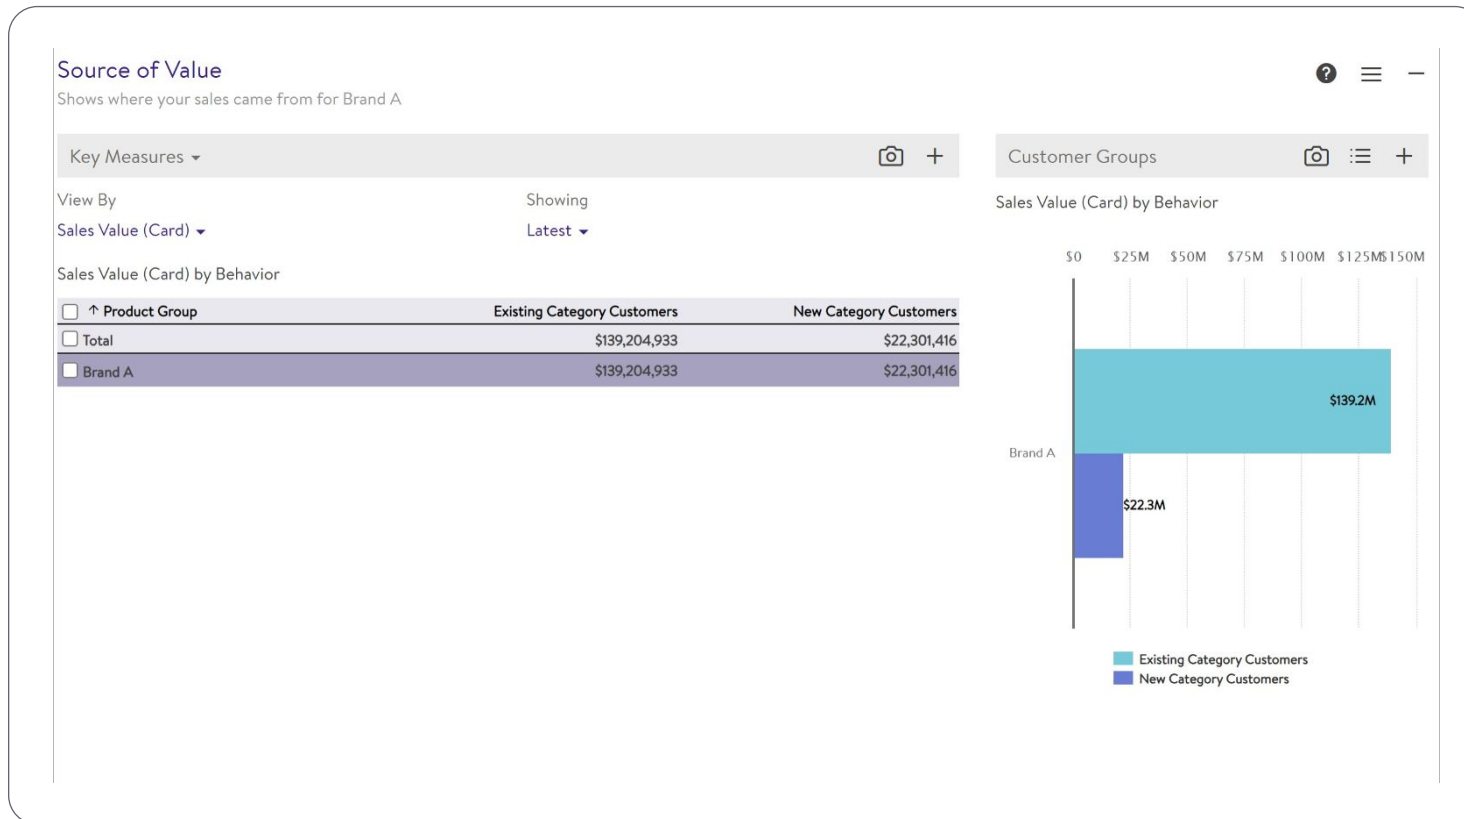 Source of Value
Shows where your sales came from for Brand A
Key Measures
View By Showing
Sales Value (Card) Latest
Sales Value (Card) by Behavior
↑ Product Group Existing Category Customers New Category Customers
Total $139,204,933 $22,301,416
Brand A $139,204,933 $22,301,416
Customer Groups
Sales Value (Card) by Behavior
$0 $25M $50M $75M $100M $125M $150M
$139.2M
Brand A
$22.3M
Existing Category Customers
New Category Customers